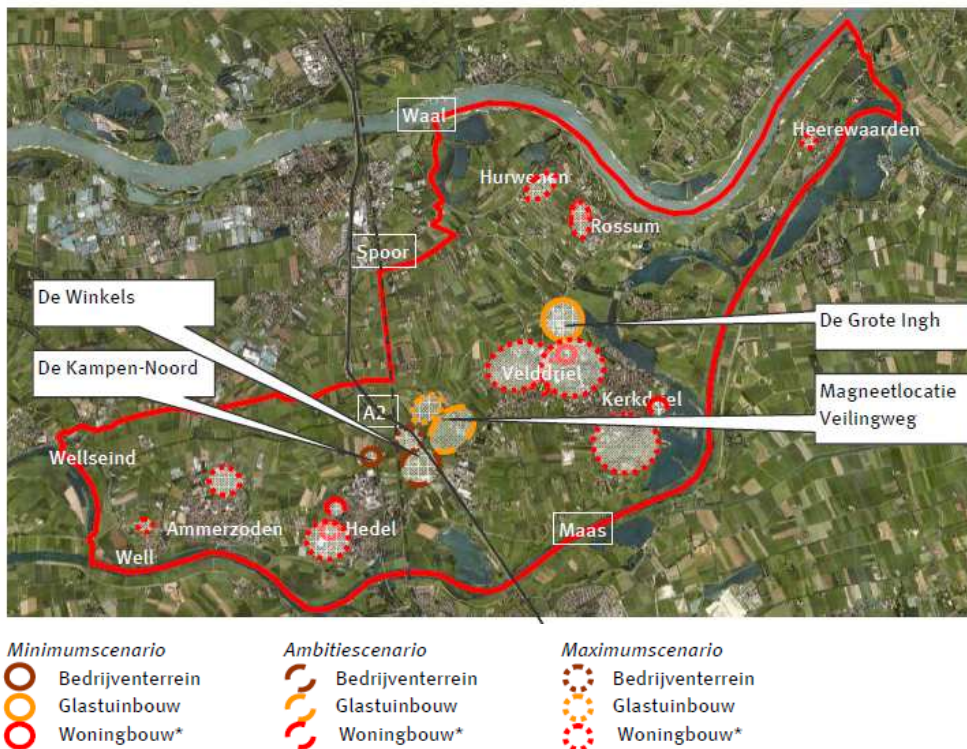 Waal
Heerewaarden
Hurwenen
Rossum
Spoor
De Winkels
De Grote Ingh
De Kampen-Noord
Velddriel
Kerkdriel
Magneetlocatie
Veilingweg
A2
Wellseind
Ammerzoden
Hedel
Maas
Well
Minimumscenario
Ambitiescenario
Maximumscenario
Bedrijventerrein
Bedrijventerrein
Bedrijventerrein
Glastuinbouw
Glastuinbouw
Glastuinbouw
Woningbouw*
Woningbouw*
Woningbouw*